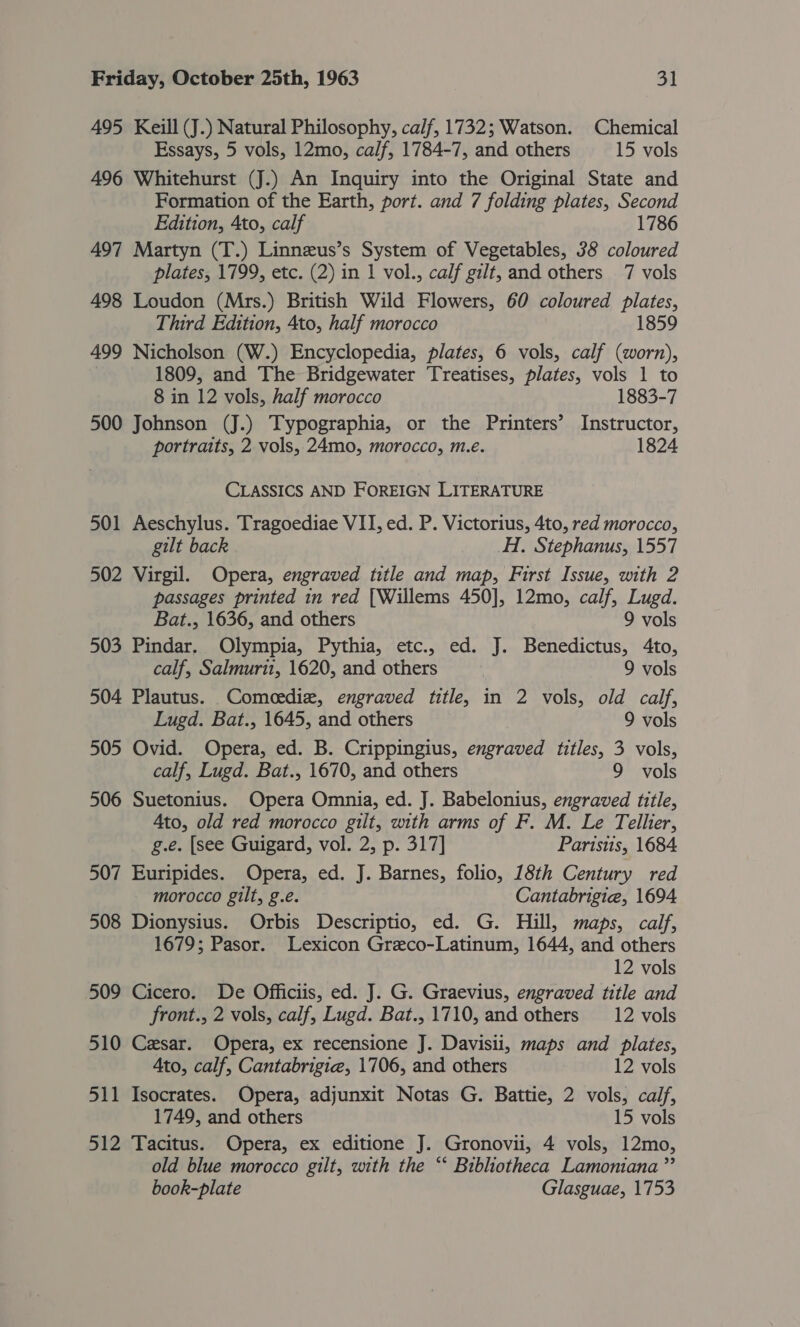 Friday, October 25th, 1963 31
495 Keill (J.) Natural Philosophy, calf, 1732; Watson. Chemical
Essays, 5 vols, 12mo, calf, 1784-7, and others 15 vols
496 Whitehurst (J.) An Inquiry into the Original State and
Formation of the Earth, port. and 7 folding plates, Second
Edition, 4to, calf 1786
497 Martyn (T.) Linnæus's System of Vegetables, 38 coloured
plates, 1799, etc. (2) in 1 vol., calf gilt, and others 7 vols
498 Loudon (Mrs.) British Wild Flowers, 60 coloured plates,
Third Edition, 4to, half morocco 1859
499 Nicholson (W.) Encyclopedia, plates, 6 vols, calf (worn),
1809, and The Bridgewater Treatises, plates, vols 1 to
8 in 12 vols, half morocco 1883-7
500 Johnson (J.) Typographia, or the Printers' Instructor,
portraits, 2 vols, 24mo, morocco, m.e. 1824
CLASSICS AND FOREIGN LITERATURE
501 Aeschylus. Tragoediae VII, ed. P. Victorius, 4to, red morocco,
gilt back H. Stephanus, 1557
502 Virgil. Opera, engraved title and map, First Issue, with 2
passages printed in red [Willems 450], 12mo, calf, Lugd.
Bat., 1636, and others 9 vols
503 Pindar. Olympia, Pythia, etc., ed. J. Benedictus, 4to,
calf, Salmurii, 1620, and others 9 vols
504 Plautus. Comœdiæ, engraved title, in 2 vols, old calf,
Lugd. Bat., 1645, and others 9 vols
505 Ovid. Opera, ed. B. Crippingius, engraved titles, 3 vols,
calf, Lugd. Bat., 1670, and others 9 vols
506 Suetonius. Opera Omnia, ed. J. Babelonius, engraved title,
4to, old red morocco gilt, with arms of F. M. Le Tellier,
g.e. [see Guigard, vol. 2, p. 317] Parisiis, 1684
507 Euripides. Opera, ed. J. Barnes, folio, 18th Century red
morocco gilt, g.e. Cantabrigiæ, 1694
508 Dionysius. Orbis Descriptio, ed. G. Hill, maps, calf,
1679; Pasor. Lexicon Græco-Latinum, 1644, and others
12 vols
509 Cicero. De Officiis, ed. J. G. Graevius, engraved title and
front., 2 vols, calf, Lugd. Bat., 1710, and others 12 vols
510 Cæsar. Opera, ex recensione J. Davisii, maps and plates,
4to, calf, Cantabrigiæ, 1706, and others 12 vols
511 Isocrates. Opera, adjunxit Notas G. Battie, 2 vols, calf,
1749, and others 15 vols
512 Tacitus. Opera, ex editione J. Gronovii, 4 vols, 12mo,
old blue morocco gilt, with the “ Bibliotheca Lamoniana ”
book-plate Glasguae, 1753